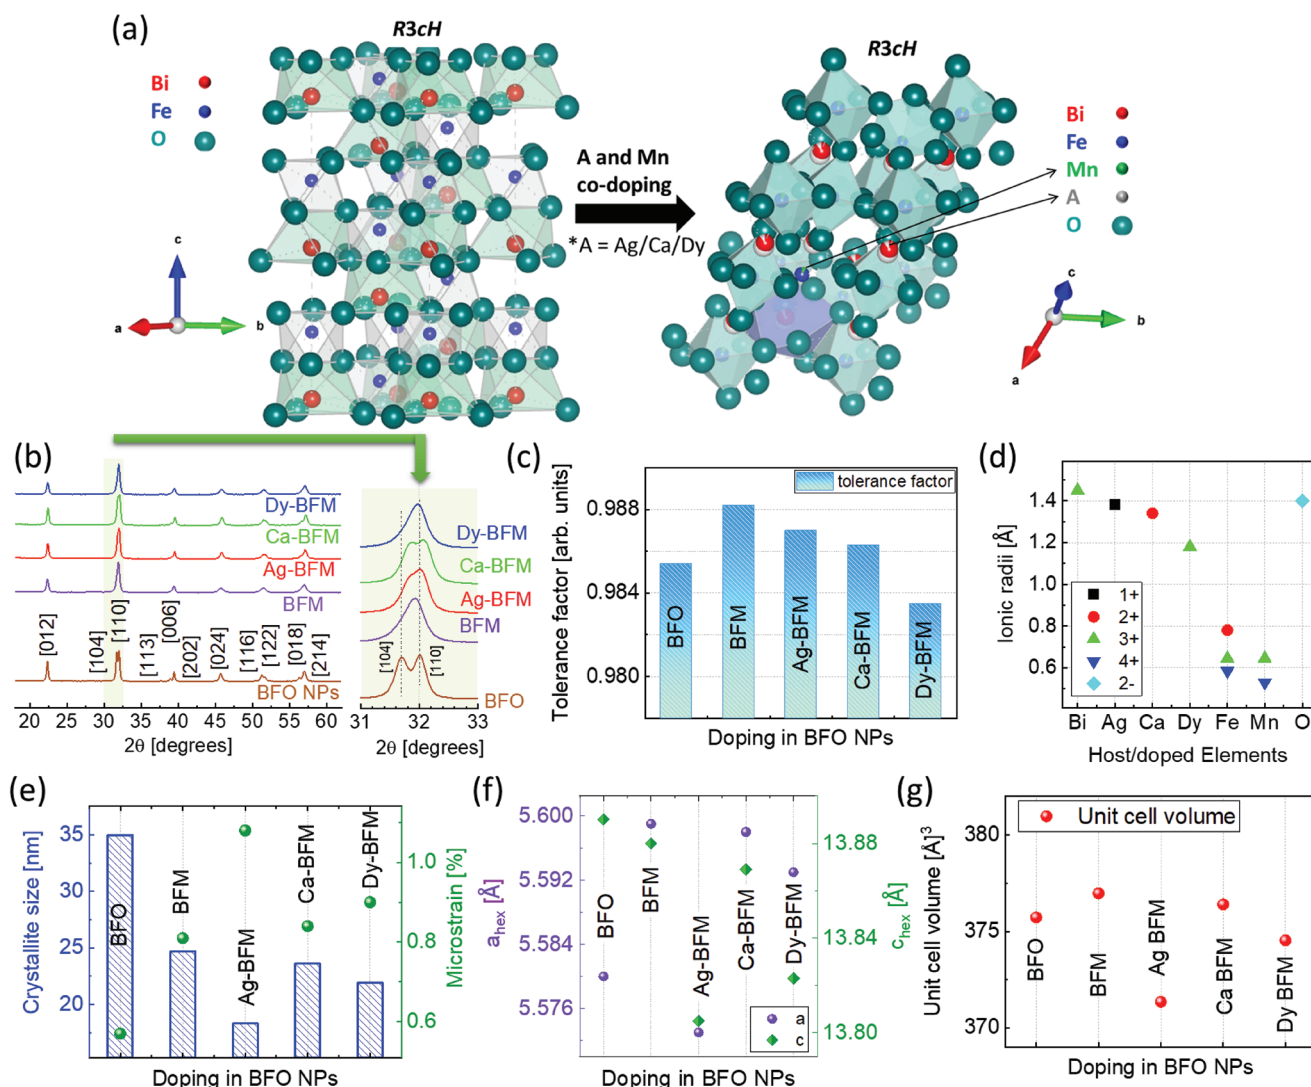 (a)
R3cH
R3cH
Bi
Fe
O
A and Mn
co-doping
*A = Ag/Ca/Dy
Bi
Fe
Mn
A
O
c
a
b
c
b
a
(b)
Dy-BFM
Ca-BFM
Ag-BFM
BFM
[012]
[104]
[110]
[113]
[006]
[202]
[024]
[116]
[122]
[018]
[214]
BFO NPs
20 25 30 35 40 45 50 55 60
2θ [degrees]
Dy-BFM
Ca-BFM
Ag-BFM
BFM
[104]
[110]
BFO
31 32 33
2θ [degrees]
(c)
Tolerance factor [arb. units]
0.988
0.984
0.980
tolerance factor
BFO
BFM
Ag-BFM
Ca-BFM
Dy-BFM
Doping in BFO NPs
(d)
Ionic radii [Å]
1.4
1.2
1.0
0.8
0.6
1+
2+
3+
4+
2-
Bi Ag Ca Dy Fe Mn O
Host/doped Elements
(e)
Crystallite size [nm]
35
30
25
20
BFO
BFM
Ag-BFM
Ca-BFM
Dy-BFM
1.0
0.8
0.6
Microstrain [%]
Doping in BFO NPs
(f)
a hex [Å]
5.600
5.592
5.584
5.576
BFO
BFM
Ag-BFM
Ca-BFM
Dy-BFM
a
c
13.88
13.84
13.80
c hex [Å]
Doping in BFO NPs
(g)
Unit cell volume [Å]³
380
375
370
Unit cell volume
BFO
BFM
Ag BFM
Ca BFM
Dy BFM
Doping in BFO NPs